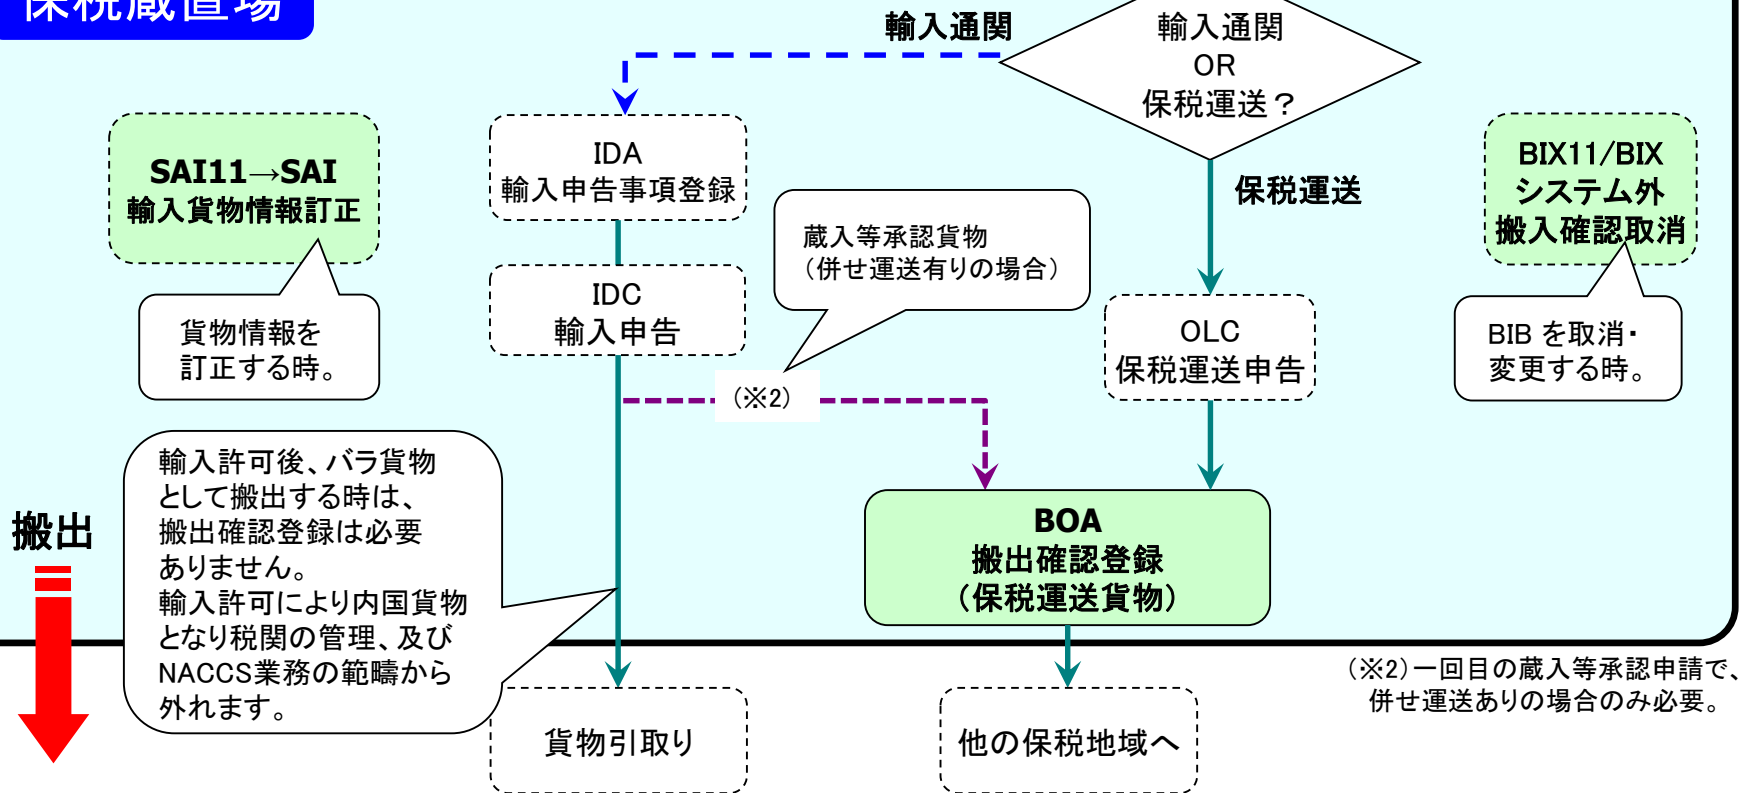 保税蔵置場
輸入通関
輸入通関
OR
保税運送？
SAI11→SAI
輸入貨物情報訂正
IDA
輸入申告事項登録
保税運送
BIX11/BIX
システム外
搬入確認取消
蔵入等承認貨物
（併せ運送有りの場合）
IDC
輸入申告
貨物情報を
訂正する時。
OLC
保税運送申告
BIB を取消・
変更する時。
（※2）
輸入許可後、バラ貨物
として搬出する時は、
搬出確認登録は必要
ありません。
輸入許可により内国貨物
となり税関の管理、及び
NACCS業務の範疇から
外れます。
搬出
BOA
搬出確認登録
（保税運送貨物）
（※2）一回目の蔵入等承認申請で、
併せ運送ありの場合のみ必要。
貨物引取り
他の保税地域へ